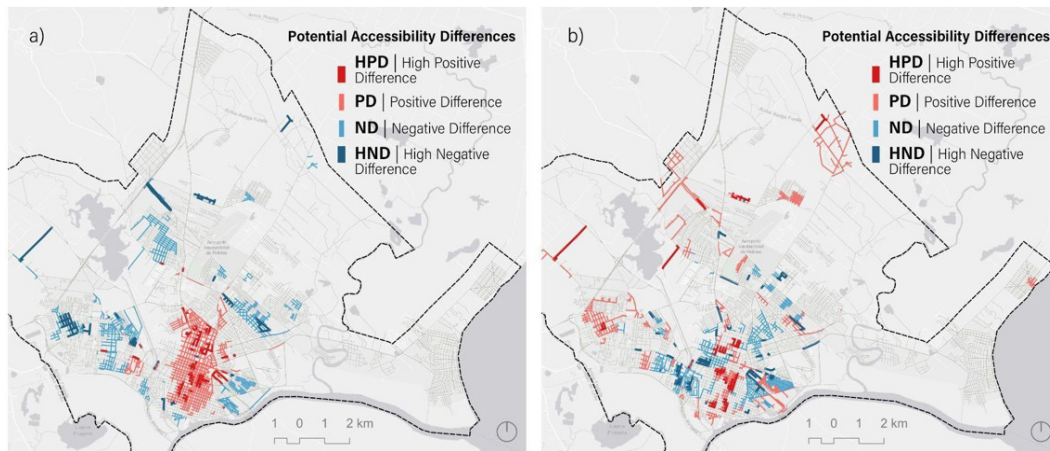 a)
Potential Accessibility Differences
HPD | High Positive
Difference
PD | Positive Difference
ND | Negative Difference
HND | High Negative
Difference
1 0 1 2 km
b)
Potential Accessibility Differences
HPD | High Positive
Difference
PD | Positive Difference
ND | Negative Difference
HND | High Negative
Difference
1 0 1 2 km